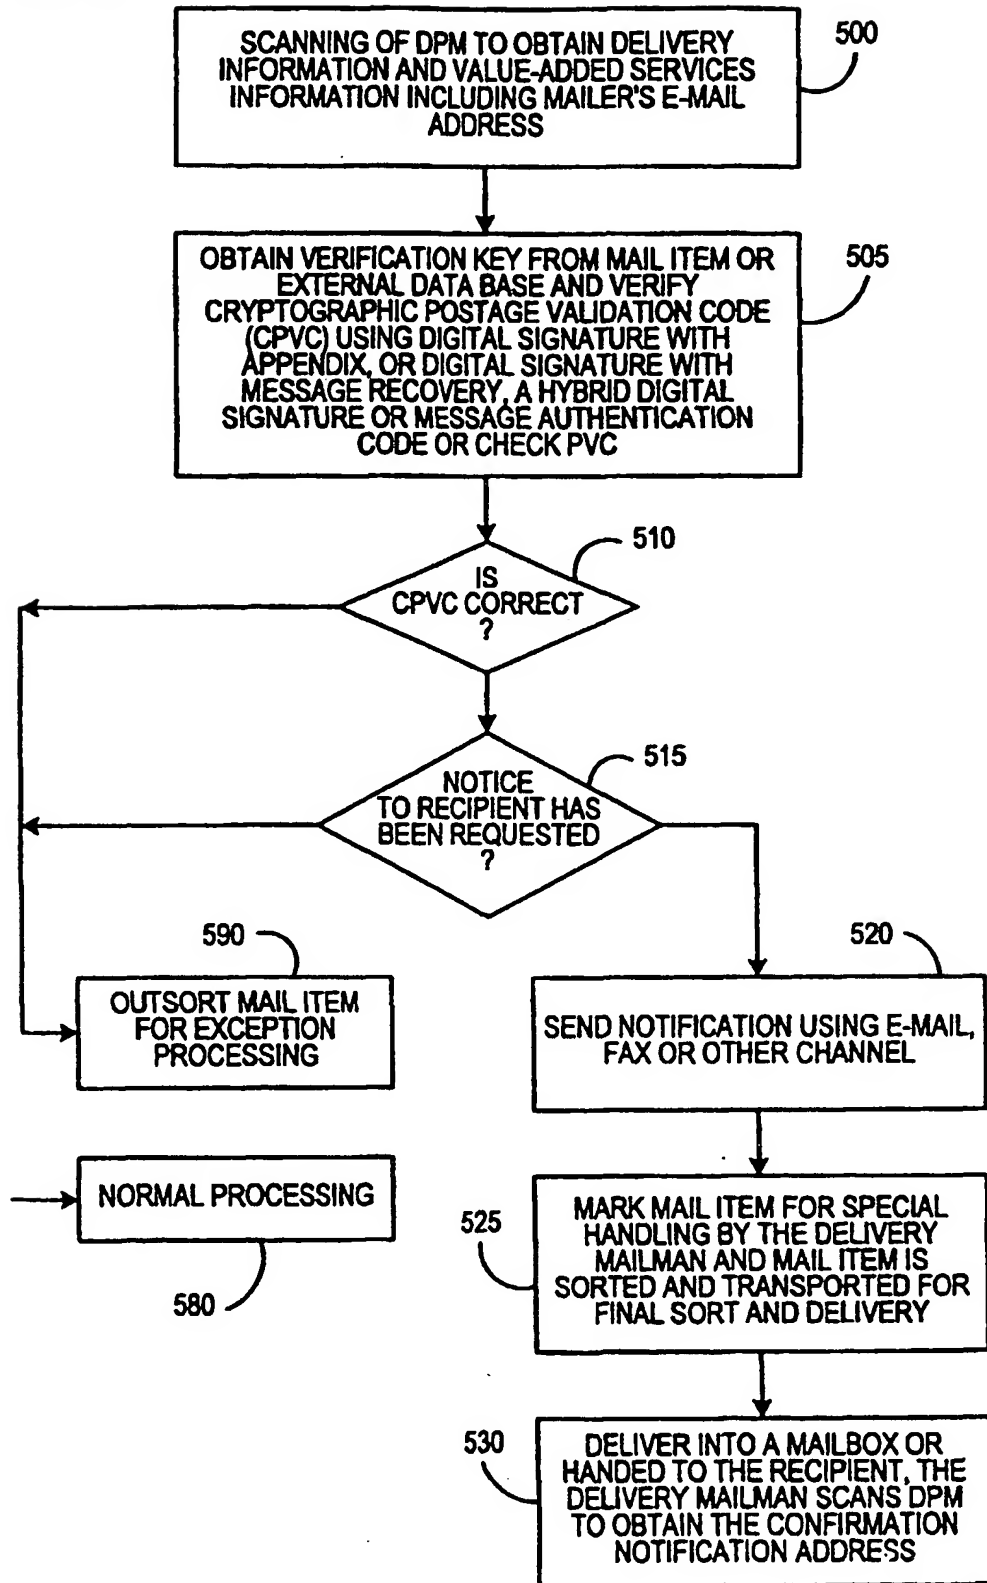 SCANNING OF DPM TO OBTAIN DELIVERY
INFORMATION AND VALUE-ADDED SERVICES
INFORMATION INCLUDING MAILER'S E-MAIL
ADDRESS
500
OBTAIN VERIFICATION KEY FROM MAIL ITEM OR
EXTERNAL DATA BASE AND VERIFY
CRYPTOGRAPHIC POSTAGE VALIDATION CODE
(CPVC) USING DIGITAL SIGNATURE WITH
APPENDIX, OR DIGITAL SIGNATURE WITH
MESSAGE RECOVERY, A HYBRID DIGITAL
SIGNATURE OR MESSAGE AUTHENTICATION
CODE OR CHECK PVC
505
IS
CPVC CORRECT
?
510
NOTICE
TO RECIPIENT HAS
BEEN REQUESTED
?
515
590
OUTSORT MAIL ITEM
FOR EXCEPTION
PROCESSING
520
SEND NOTIFICATION USING E-MAIL,
FAX OR OTHER CHANNEL
NORMAL PROCESSING
580
525
MARK MAIL ITEM FOR SPECIAL
HANDLING BY THE DELIVERY
MAILMAN AND MAIL ITEM IS
SORTED AND TRANSPORTED FOR
FINAL SORT AND DELIVERY
530
DELIVER INTO A MAILBOX OR
HANDED TO THE RECIPIENT, THE
DELIVERY MAILMAN SCANS DPM
TO OBTAIN THE CONFIRMATION
NOTIFICATION ADDRESS